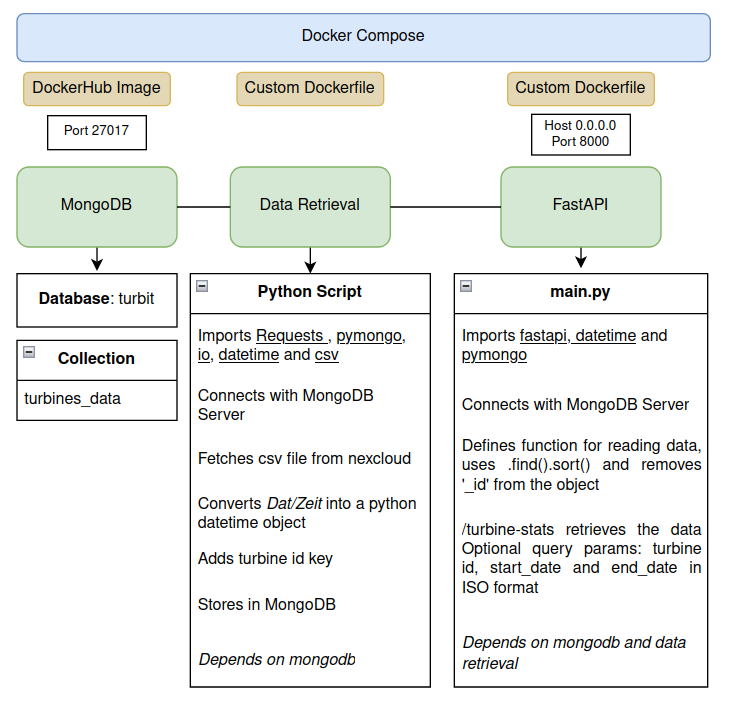 Docker Compose
DockerHub Image
Custom Dockerfile
Custom Dockerfile
Port 27017
Host 0.0.0.0
Port 8000
MongoDB
Data Retrieval
FastAPI
Database: turbit
Collection
turbines_data
Python Script
Imports Requests , pymongo,
io, datetime and csv
Connects with MongoDB
Server
Fetches csv file from nexcloud
Converts Dat/Zeit into a python
datetime object
Adds turbine id key
Stores in MongoDB
Depends on mongodb
main.py
Imports fastapi, datetime and
pymongo
Connects with MongoDB Server
Defines function for reading data,
uses .find().sort() and removes
'_id' from the object
/turbine-stats retrieves the data
Optional query params: turbine
id, start_date and end_date in
ISO format
Depends on mongodb and data
retrieval